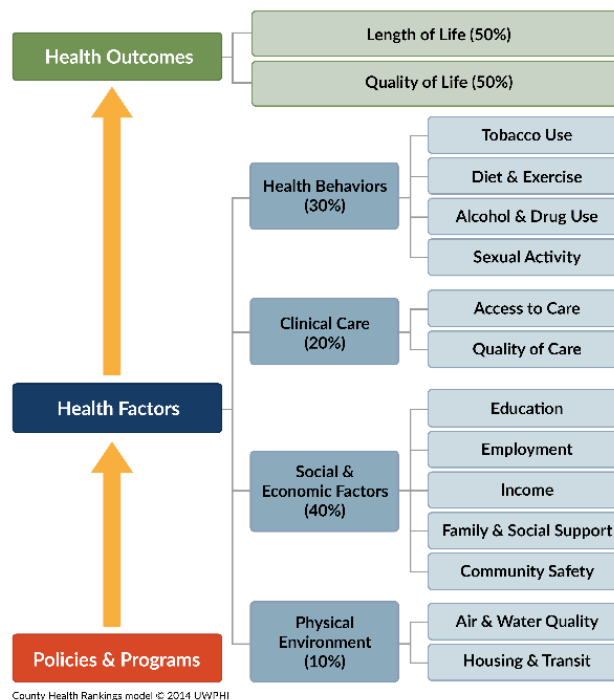 Health Outcomes
Length of Life (50%)
Quality of Life (50%)
Health Factors
Health Behaviors
(30%)
Tobacco Use
Diet & Exercise
Alcohol & Drug Use
Sexual Activity
Clinical Care
(20%)
Access to Care
Quality of Care
Social &
Economic Factors
(40%)
Education
Employment
Income
Family & Social Support
Community Safety
Physical
Environment
(10%)
Air & Water Quality
Housing & Transit
Policies & Programs
County Health Rankings model © 2014 UWPHI